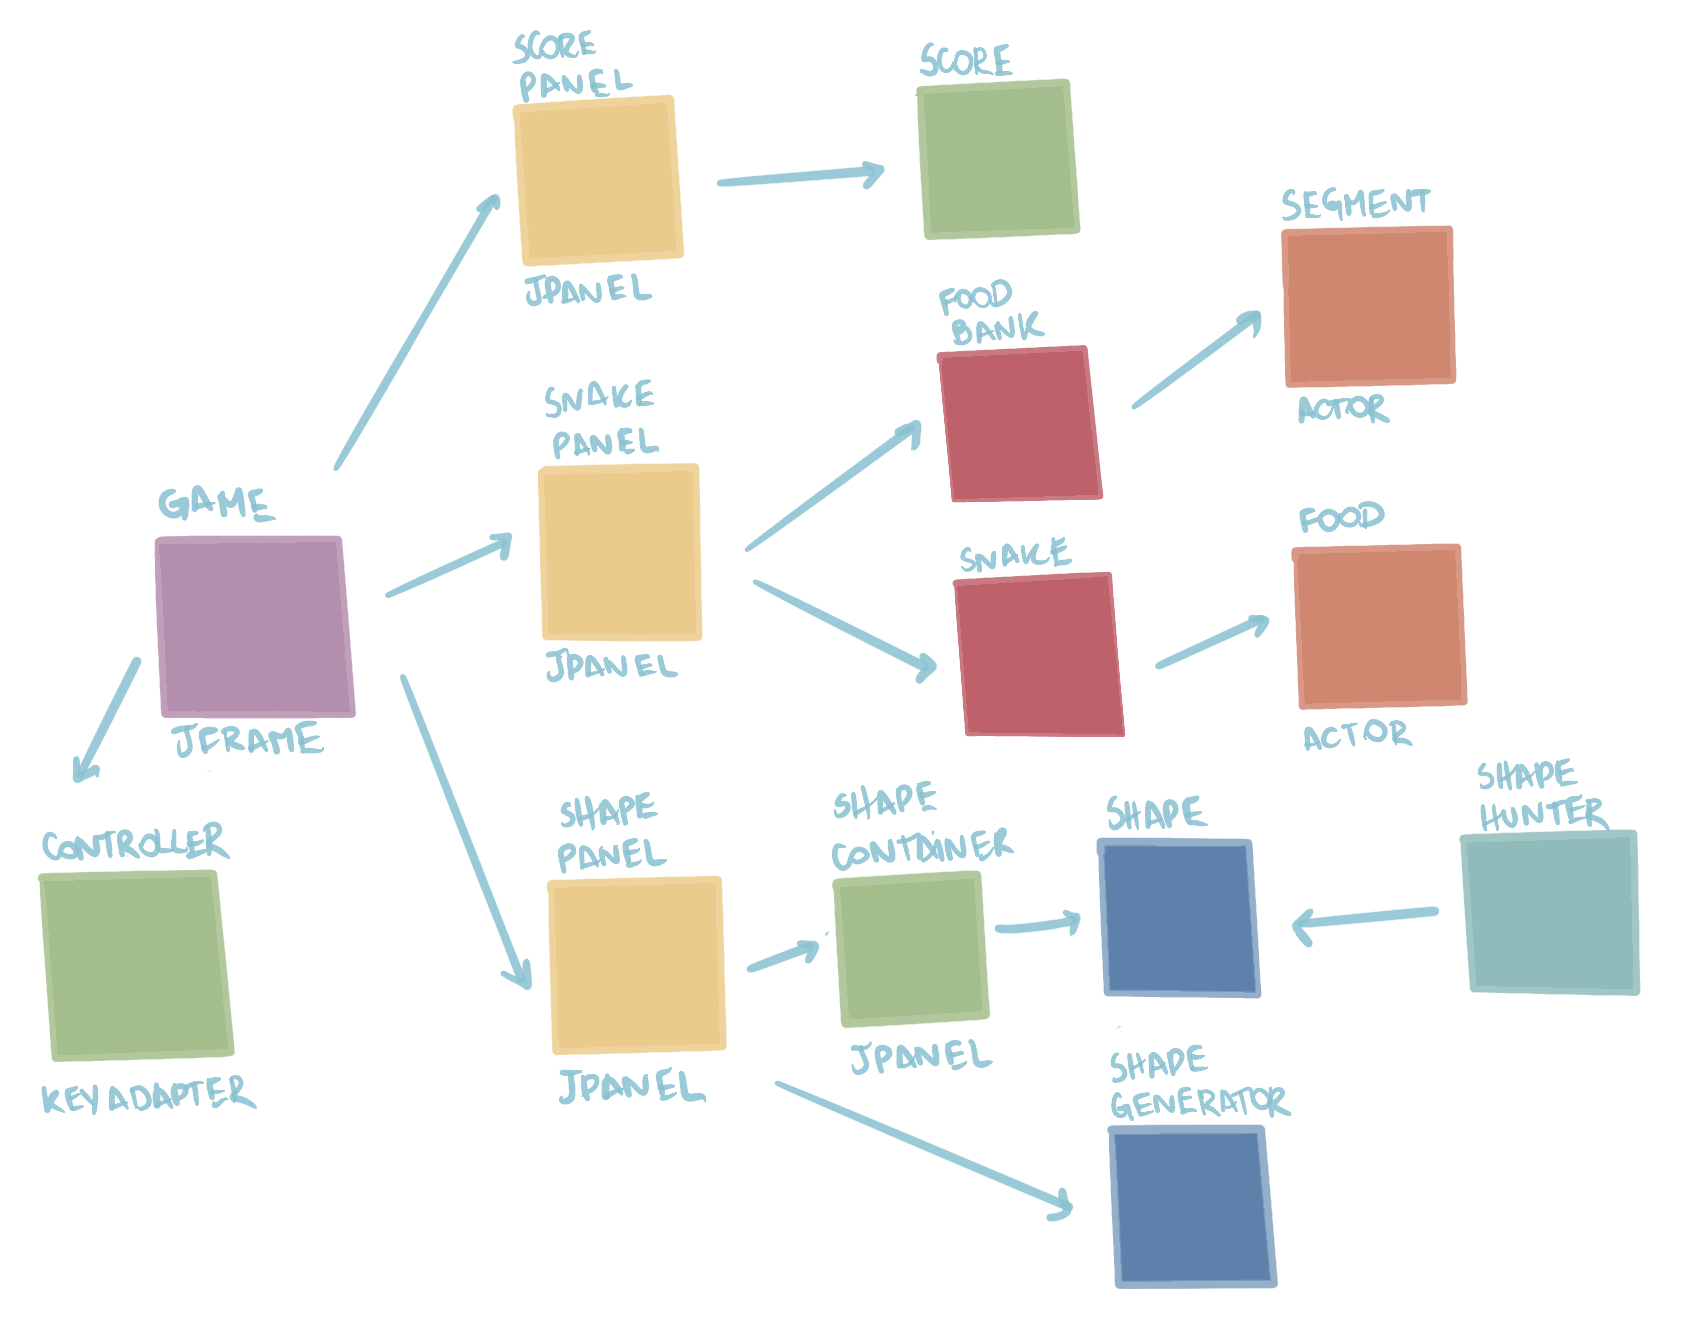 SCORE
PANEL
JPANEL
SCORE
SEGMENT
ACTOR
FOOD
BANK
SNAKE
PANEL
JPANEL
GAME
JFRAME
SNAKE
FOOD
ACTOR
CONTROLLER
KEYADAPTER
SHAPE
PANEL
JPANEL
SHAPE
CONTAINER
JPANEL
SHAPE
SHAPE
HUNTER
SHAPE
GENERATOR